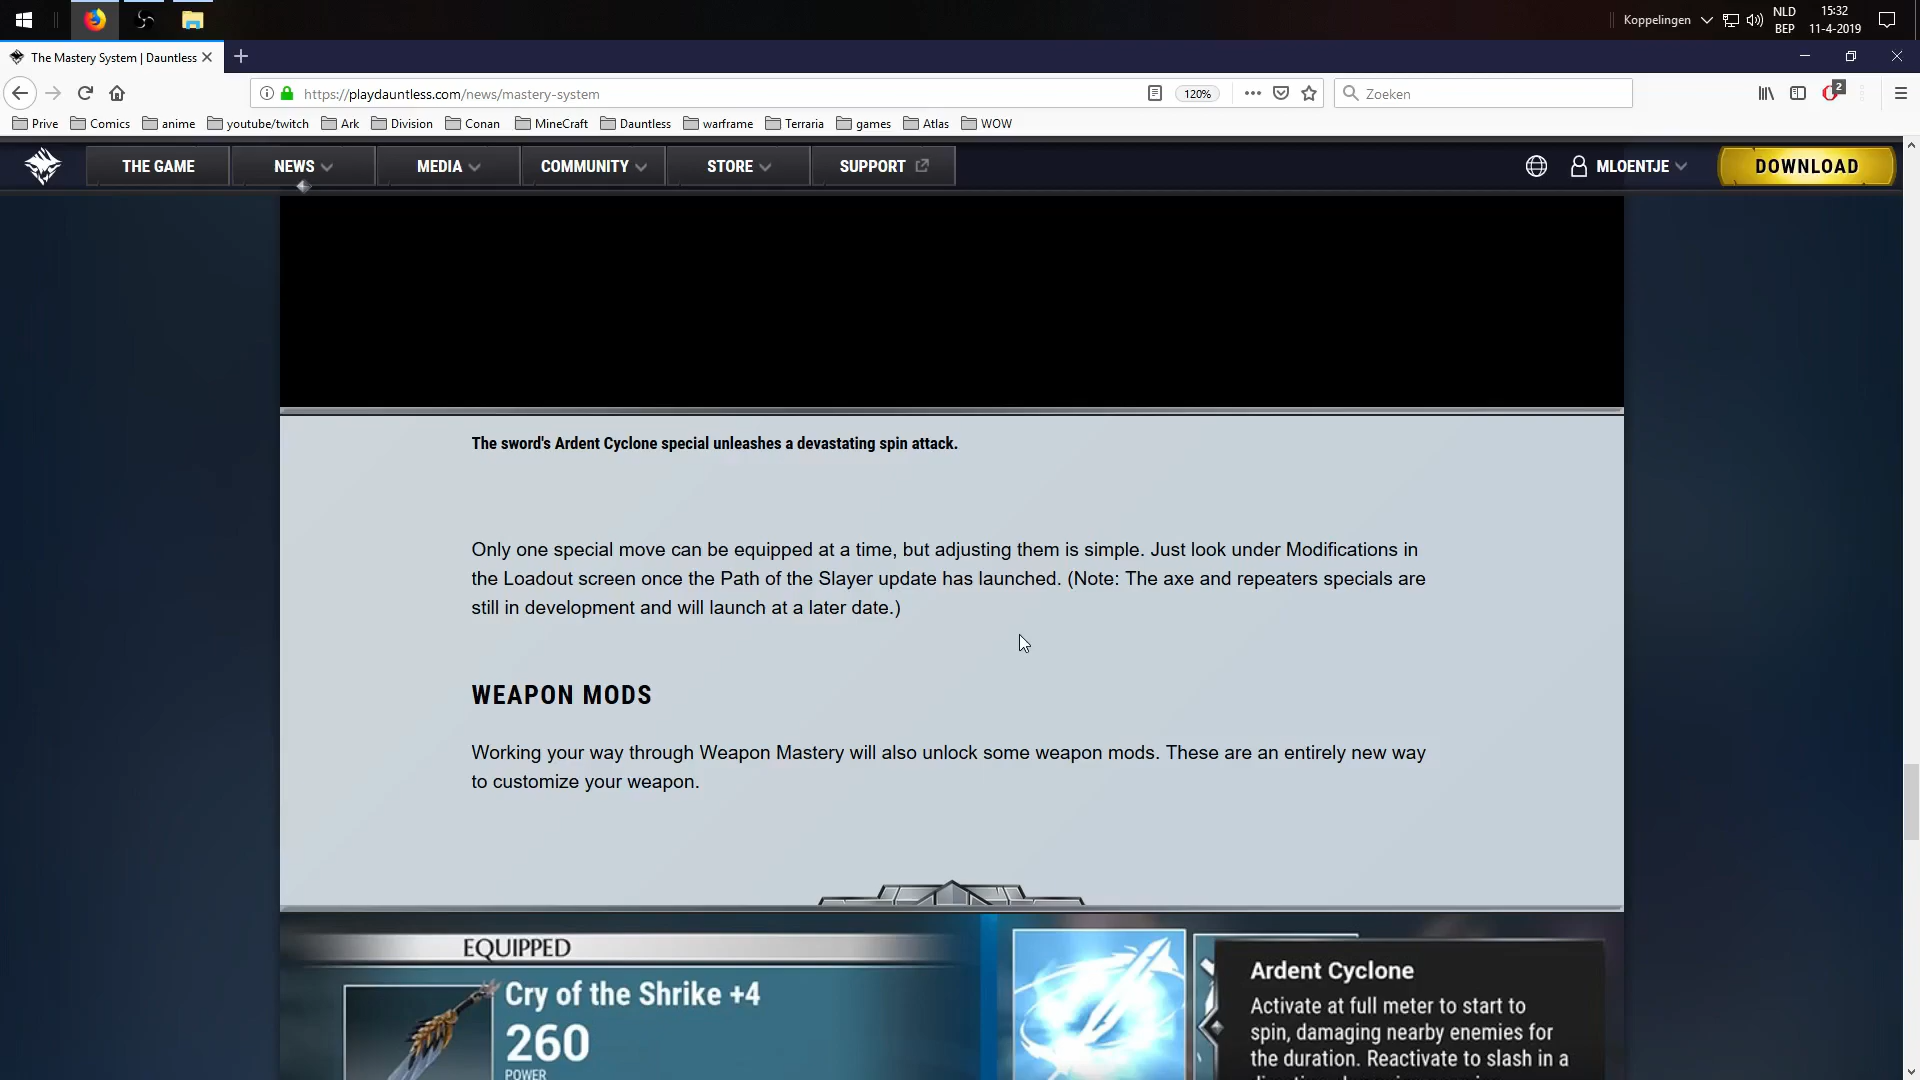 Koppelingen
NLD
BEP
15:32
11-4-2019
The Mastery System | Dauntless
https://playdauntless.com/news/mastery-system
120%
Zoeken
2
Prive
Comics
anime
youtube/twitch
Ark
Division
Conan
MineCraft
Dauntless
warframe
Terraria
games
Atlas
WOW
THE GAME
NEWS
MEDIA
COMMUNITY
STORE
SUPPORT
MLOENTJE
DOWNLOAD
The sword's Ardent Cyclone special unleashes a devastating spin attack.
Only one special move can be equipped at a time, but adjusting them is simple. Just look under Modifications in
the Loadout screen once the Path of the Slayer update has launched. (Note: The axe and repeaters specials are
still in development and will launch at a later date.)
WEAPON MODS
Working your way through Weapon Mastery will also unlock some weapon mods. These are an entirely new way
to customize your weapon.
EQUIPPED
Cry of the Shrike +4
260
POWER
Ardent Cyclone
Activate at full meter to start to
spin, damaging nearby enemies for
the duration. Reactivate to slash in a